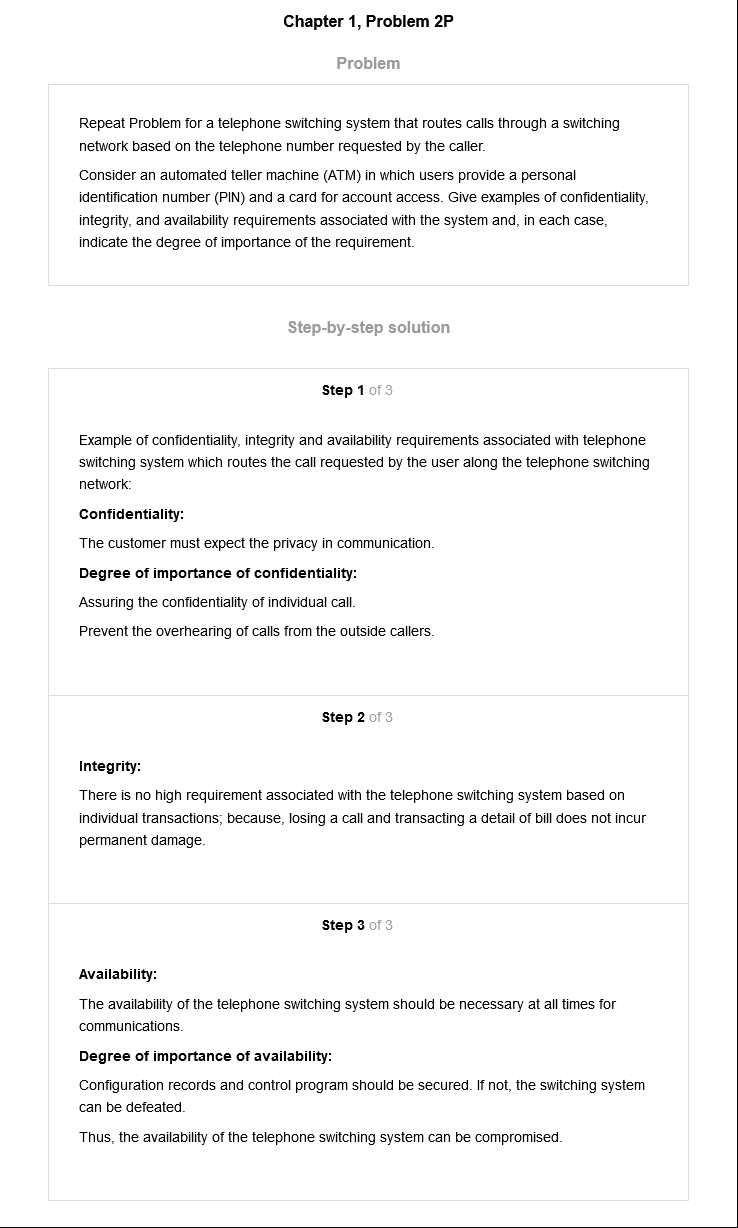 Chapter 1, Problem 2P
Problem
Repeat Problem for a telephone switching system that routes calls through a switching
network based on the telephone number requested by the caller.
Consider an automated teller machine (ATM) in which users provide a personal
identification number (PIN) and a card for account access. Give examples of confidentiality,
integrity, and availability requirements associated with the system and, in each case,
indicate the degree of importance of the requirement.
Step-by-step solution
Step 1 of 3
Example of confidentiality, integrity and availability requirements associated with telephone
switching system which routes the call requested by the user along the telephone switching
network:
Confidentiality:
The customer must expect the privacy in communication.
Degree of importance of confidentiality:
Assuring the confidentiality of individual call.
Prevent the overhearing of calls from the outside callers.
Step 2 of 3
Integrity:
There is no high requirement associated with the telephone switching system based on
individual transactions; because, losing a call and transacting a detail of bill does not incur
permanent damage.
Step 3 of 3
Availability:
The availability of the telephone switching system should be necessary at all times for
communications.
Degree of importance of availability:
Configuration records and control program should be secured. If not, the switching system
can be defeated.
Thus, the availability of the telephone switching system can be compromised.